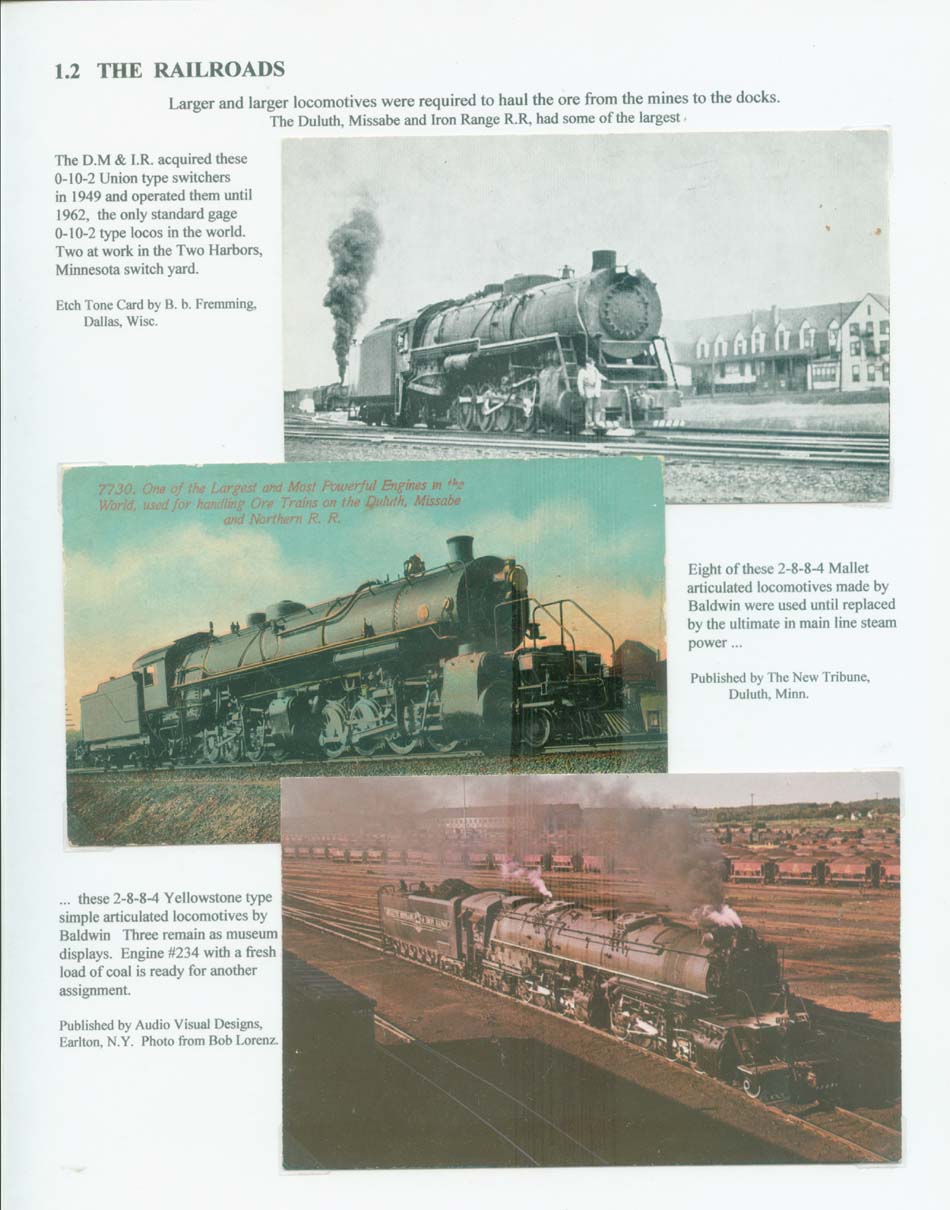 1.2 THE RAILROADS
Larger and larger locomotives were required to haul the ore from the mines to the docks.
The Duluth, Missabe and Iron Range R.R, had some of the largest .
The D.M & I.R. acquired these
0-10-2 Union type switchers
in 1949 and operated them until
1962, the only standard gage
0-10-2 type locos in the world.
Two at work in the Two Harbors,
Minnesota switch yard.
Etch Tone Card by B. b. Fremming,
Dallas, Wisc.
7730. One of the Largest and Most Powerful Engines in the
World, used for handling Ore Trains on the Duluth, Missabe
and Northern R. R.
Eight of these 2-8-8-4 Mallet
articulated locomotives made by
Baldwin were used until replaced
by the ultimate in main line steam
power ...
Published by The New Tribune,
Duluth, Minn.
... these 2-8-8-4 Yellowstone type
simple articulated locomotives by
Baldwin Three remain as museum
displays. Engine #234 with a fresh
load of coal is ready for another
assignment.
Published by Audio Visual Designs,
Earlton, N.Y. Photo from Bob Lorenz.